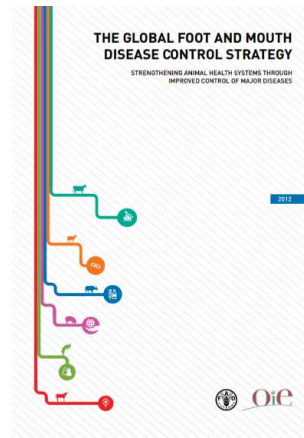 THE GLOBAL FOOT AND MOUTH
DISEASE CONTROL STRATEGY
STRENGTHENING ANIMAL HEALTH SYSTEMS THROUGH
IMPROVED CONTROL OF MAJOR DISEASES
2012
Oie